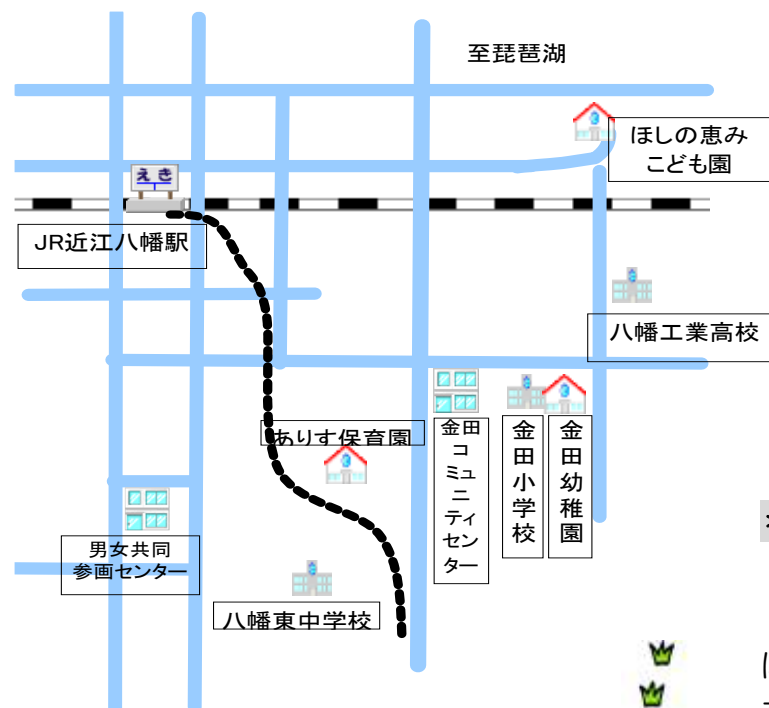 至琵琶湖
ほしの恵み
こども園
えき
JR近江八幡駅
八幡工業高校
ありす保育園
金田コミュニティセンター
金田小学校
金田幼稚園
男女共同
参画センター
八幡東中学校